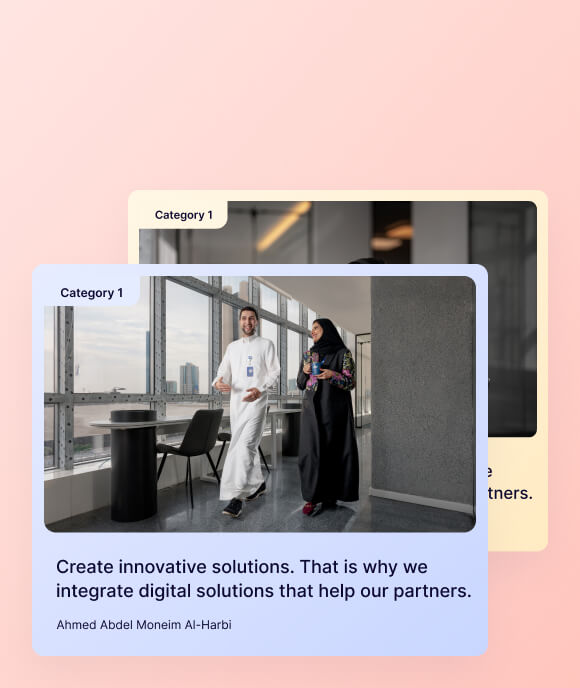 Category 1
Category 1
Create innovative solutions. That is why we
integrate digital solutions that help our partners.
Ahmed Abdel Moneim Al-Harbi
tners.